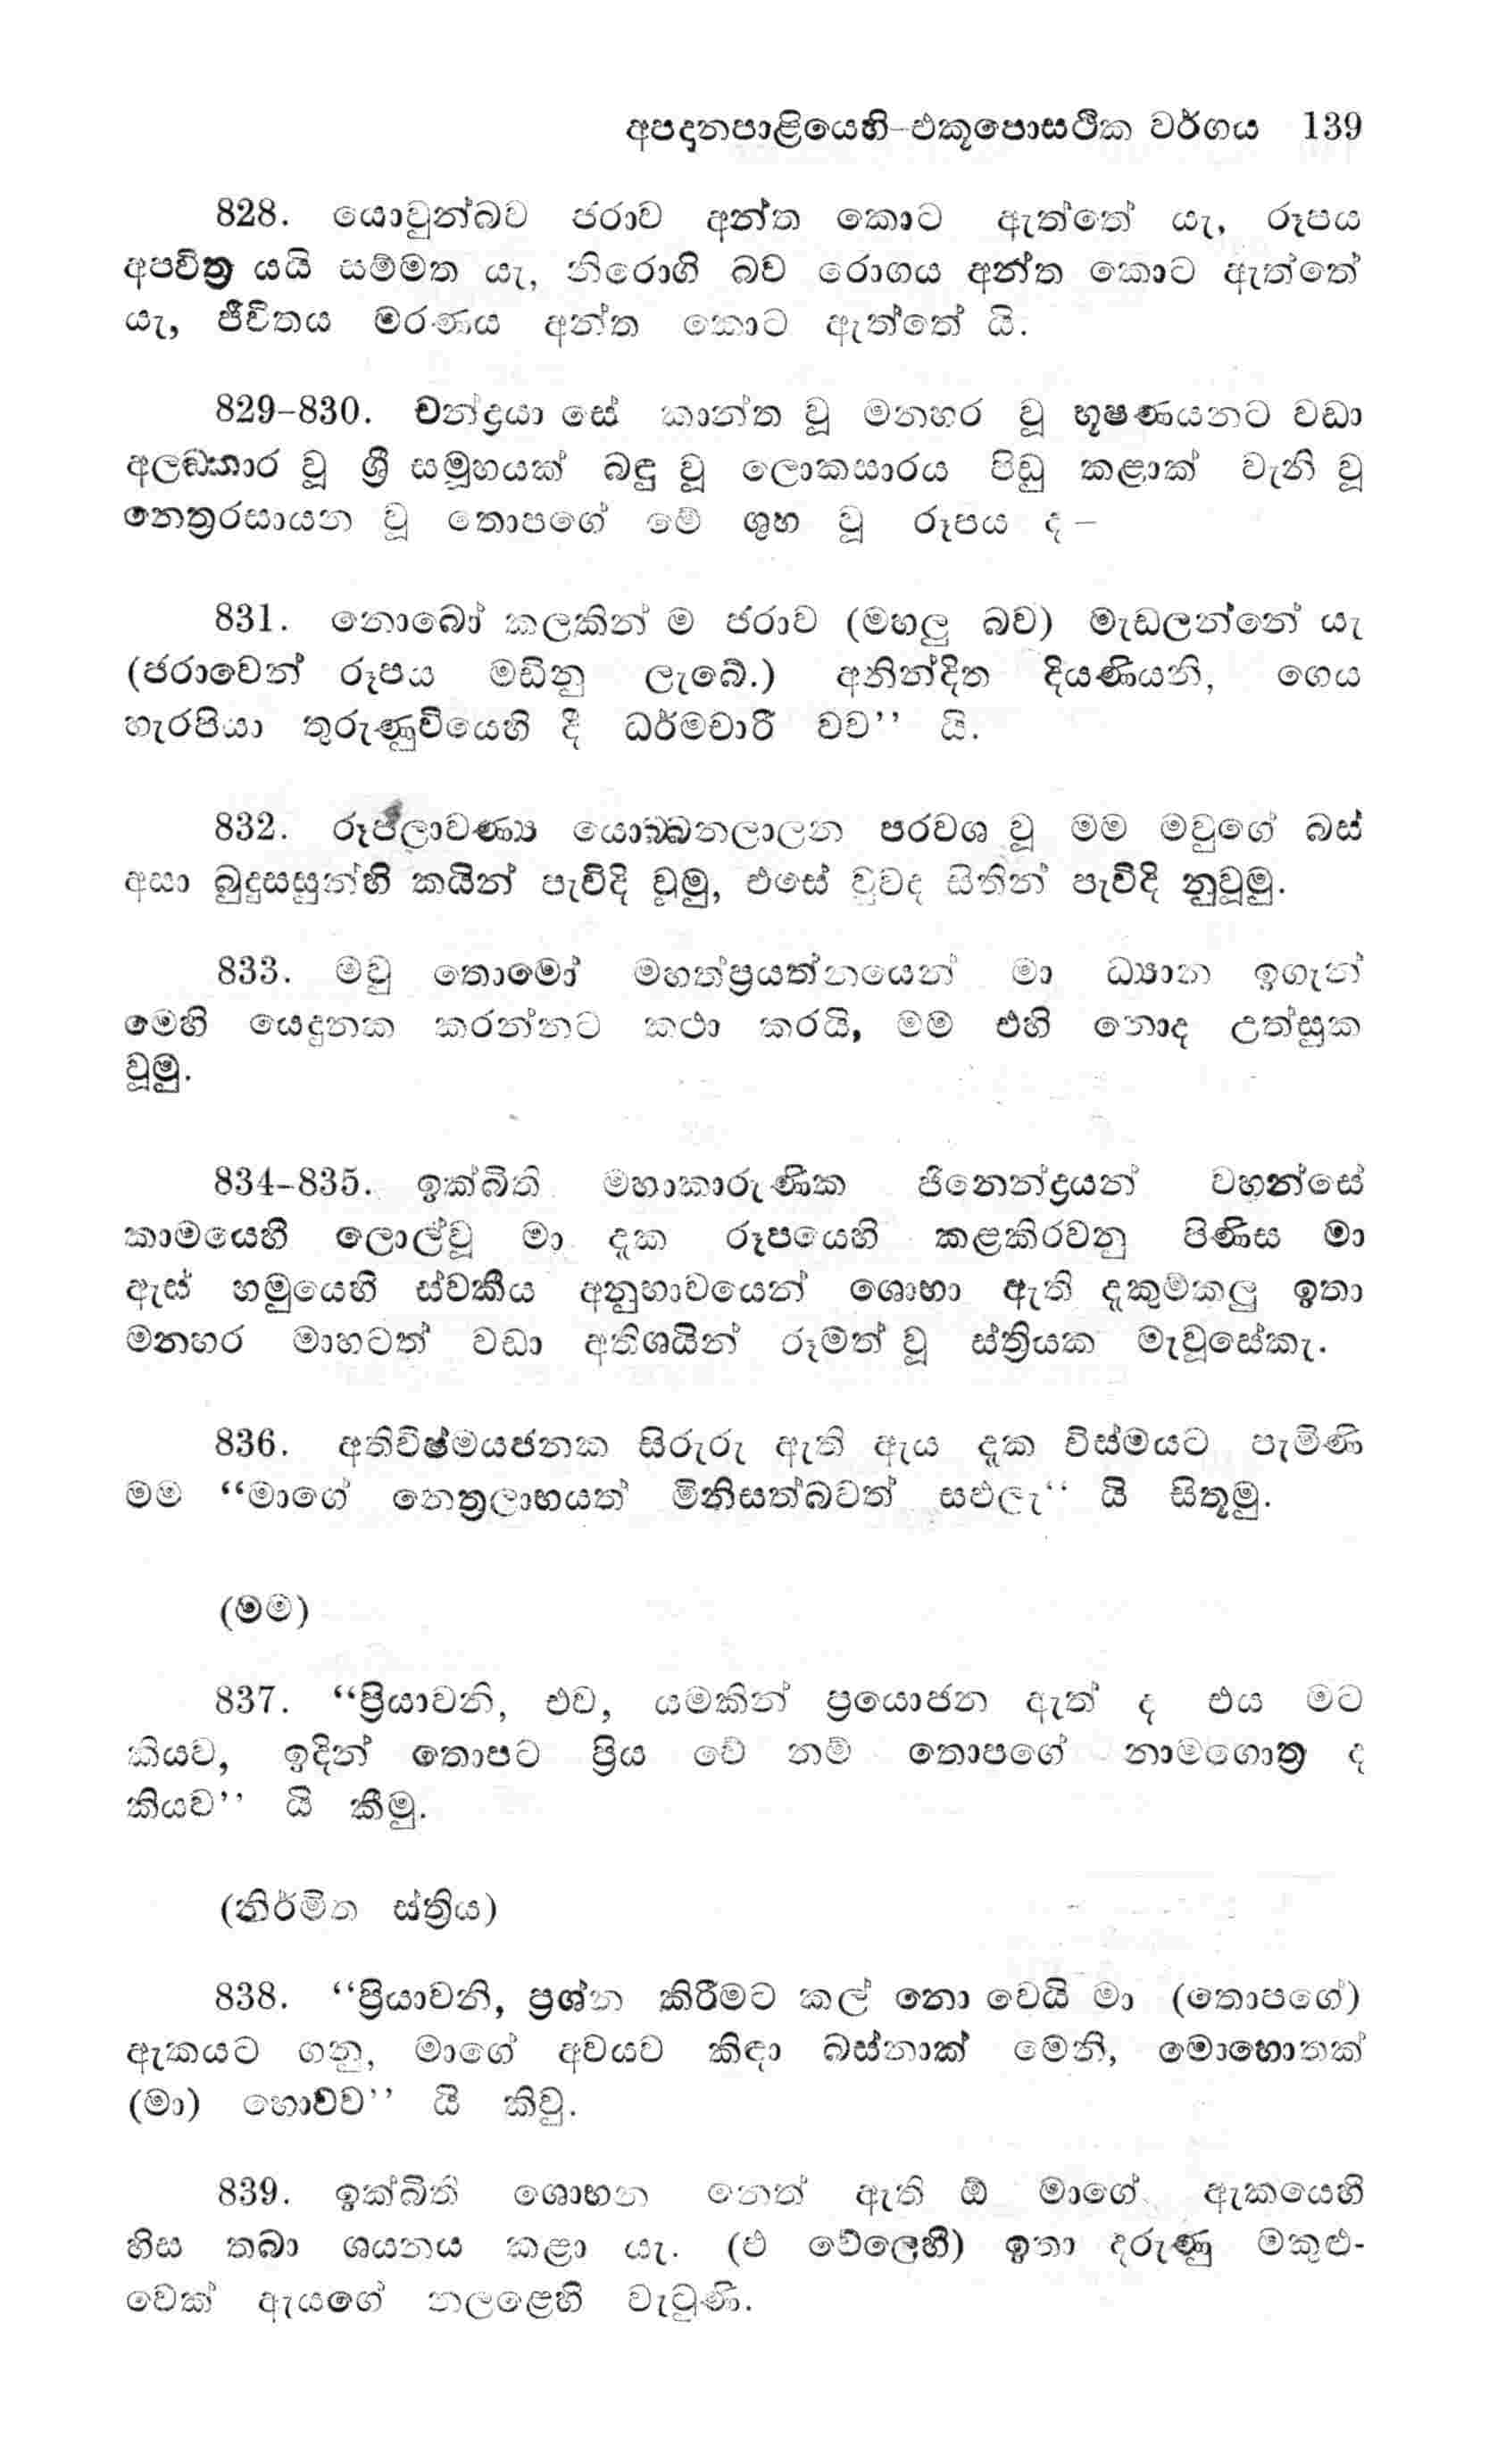 අපදානපාළියෙහි-එකූපොසථික වර්ගය 139
828. යොවුන්බව ජරාව අන්ත කොට ඇත්තේ යැ, රූපය
අපවිත්‍ර යයි සම්මත යැ, නිරොගි බව රොගය අන්ත කොට ඇත්තේ
යැ, ජීවිතය මරණය අන්ත කොට ඇත්තේ යි.
829-830. චන්ද්‍රයා සේ කාන්ත වූ මනහර වූ භූෂණයනට වඩා
අලඞ්කාර වූ ශ්‍රී සමූහයක් බඳු වූ ලොකසාරය පිඩු කළාක් වැනි වූ
නෙත්‍රරසායන වූ තොපගේ මේ ශුභ වූ රූපය ද –
831. නොබෝ කලකින් ම ජරාව (මහලු බව) මැඩලන්නේ යැ
(ජරාවෙන් රූපය මඩිනු ලැබේ.) අනින්දිත දියණියනි, ගෙය
හැරපියා තුරුණුවියෙහි දී ධර්මචාරී වව’’ යි.
832. රූපලාවණ්‍ය යොබ්බනලාලන පරවශ වූ මම මවුගේ බස්
අසා බුදුසසුන්හි කයින් පැවිදි වූමු, එසේ වුවද සිතින් පැවිදි නුවූමු.
833. මවු තොමෝ මහත්ප්‍රයත්නයෙන් මා ධ්‍යාන ඉගැන්
මෙහි යෙදුනක කරන්නට කථා කරයි, මම එහි නොද උත්සුක
වූමු.
834-835. ඉක්බිති මහාකාරුණික ජිනෙන්ද්‍රයන් වහන්සේ
කාමයෙහි ලොල්වූ මා දැක රූපයෙහි කළකිරවනු පිණිස මා
ඇස් හමුයෙහි ස්වකීය අනුභාවයෙන් ශොභා ඇති දැකුම්කලු ඉතා
මනහර මාහටත් වඩා අතිශයින් රූමත් වූ ස්ත්‍රියක මැවූසේකැ.
836. අතිවිෂ්මයජනක සිරුරු ඇති ඇය දැක විස්මයට පැමිණි
මම ‘‘මාගේ නෙත්‍රලාභයත් මිනිසත්බවත් සඵලැ‘‘ යි සිතූමු.
(මම)
837. ‘‘ප්‍රියාවනි, එව, යමකින් ප්‍රයොජන ඇත් ද එය මට
කියව, ඉදින් තොපට ප්‍රිය වේ නම් තොපගේ නාමගොත්‍ර ද
කියව’’ යි කීමු.
(නිර්මිත ස්ත්‍රිය)
838. ‘‘ප්‍රියාවනි, ප්‍රශ්න කිරීමට කල් නො වෙයි මා (තොපගේ)
ඇකයට ගනු, මාගේ අවයව කිඳා බස්නාක් මෙනි, මොහොතක්
(මා) හොවව’’ යි කිවු.
839. ඉක්බිති ශොභන නෙත් ඇති ඕ මාගේ ඇකයෙහි
හිස තබා ශයනය කළා යැ. (එ වේලෙහි) ඉතා දරුණු මකුළු-
වෙක් ඇයගේ නලළෙහි වැටුණි.